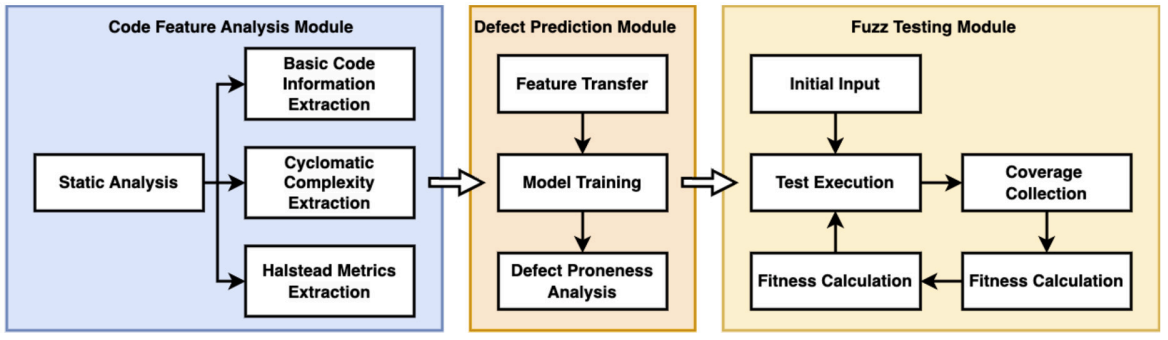 Code Feature Analysis Module
Static Analysis
Basic Code
Information
Extraction
Cyclomatic
Complexity
Extraction
Halstead Metrics
Extraction
Defect Prediction Module
Feature Transfer
Model Training
Defect Proneness
Analysis
Fuzz Testing Module
Initial Input
Test Execution
Coverage
Collection
Fitness Calculation
Fitness Calculation